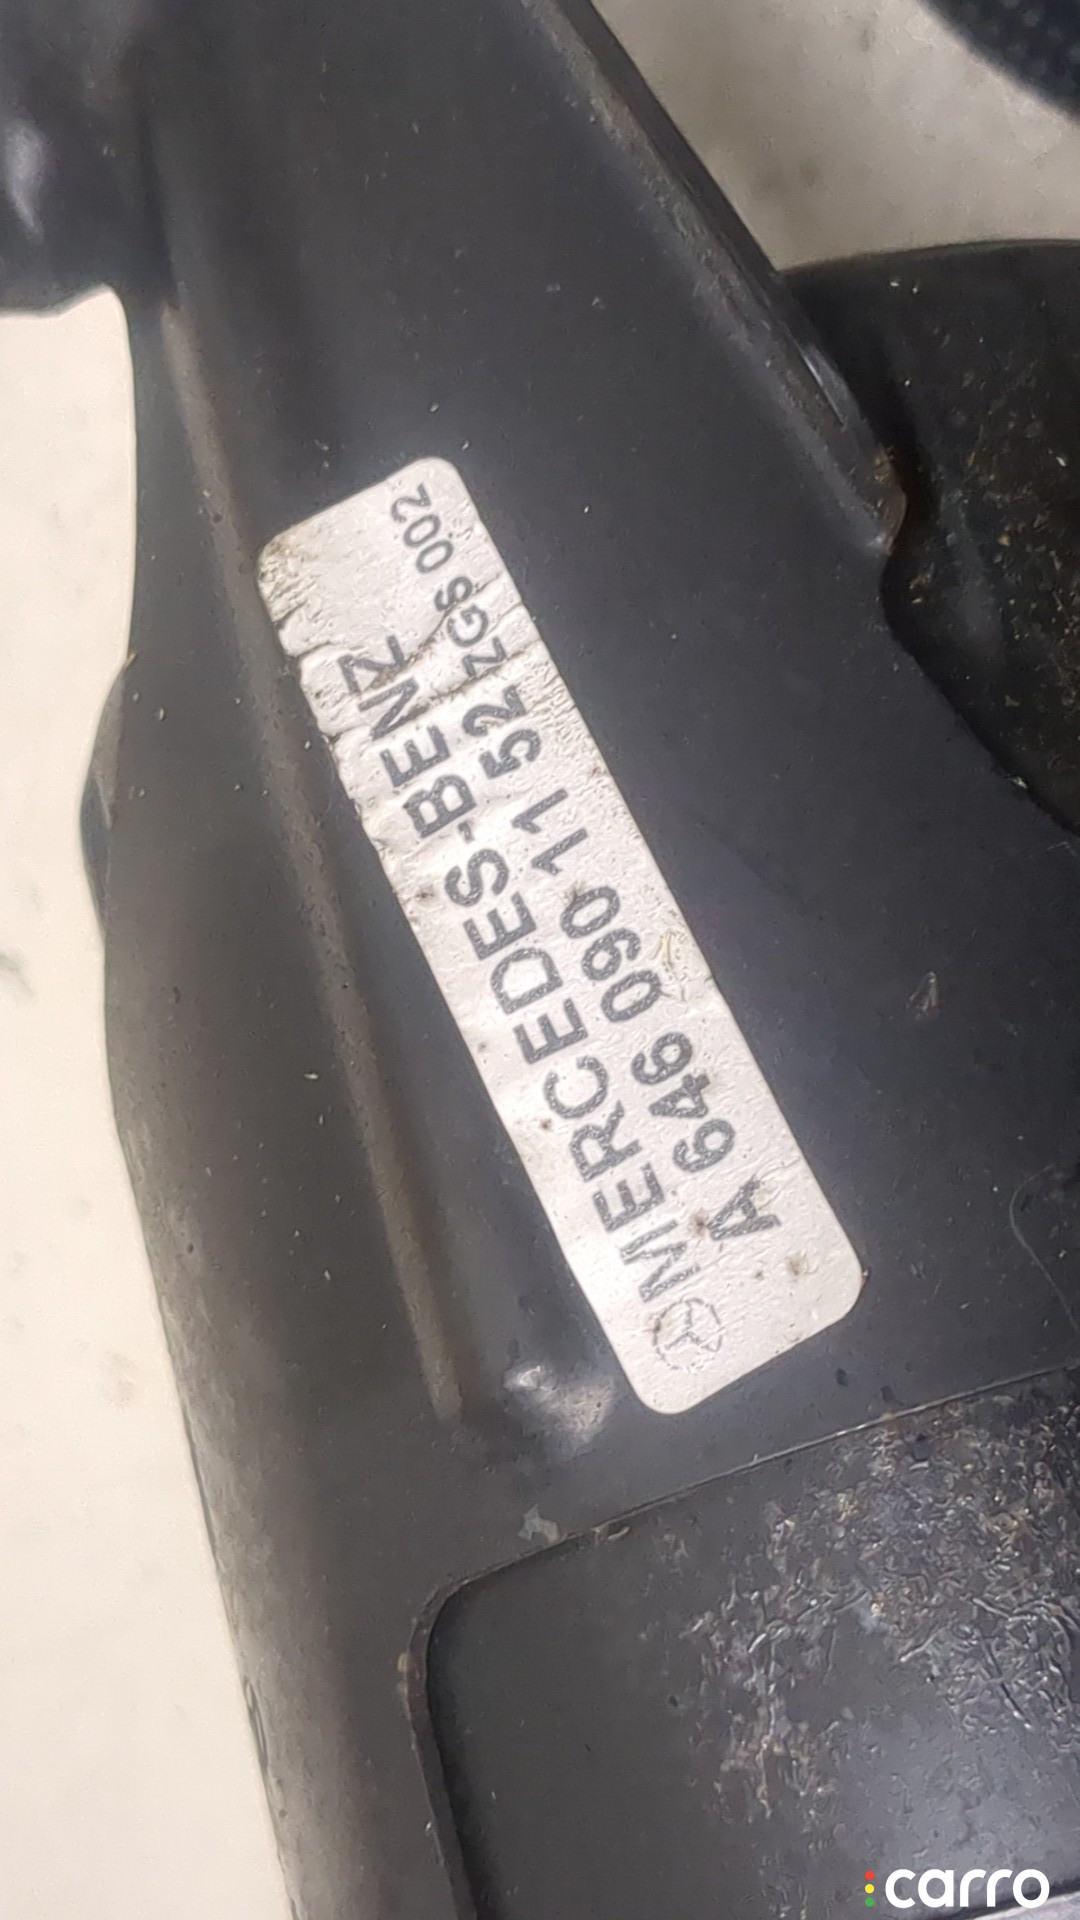 MERCEDES-BENZ
A 646 090 11 52 ZGS 002
carro